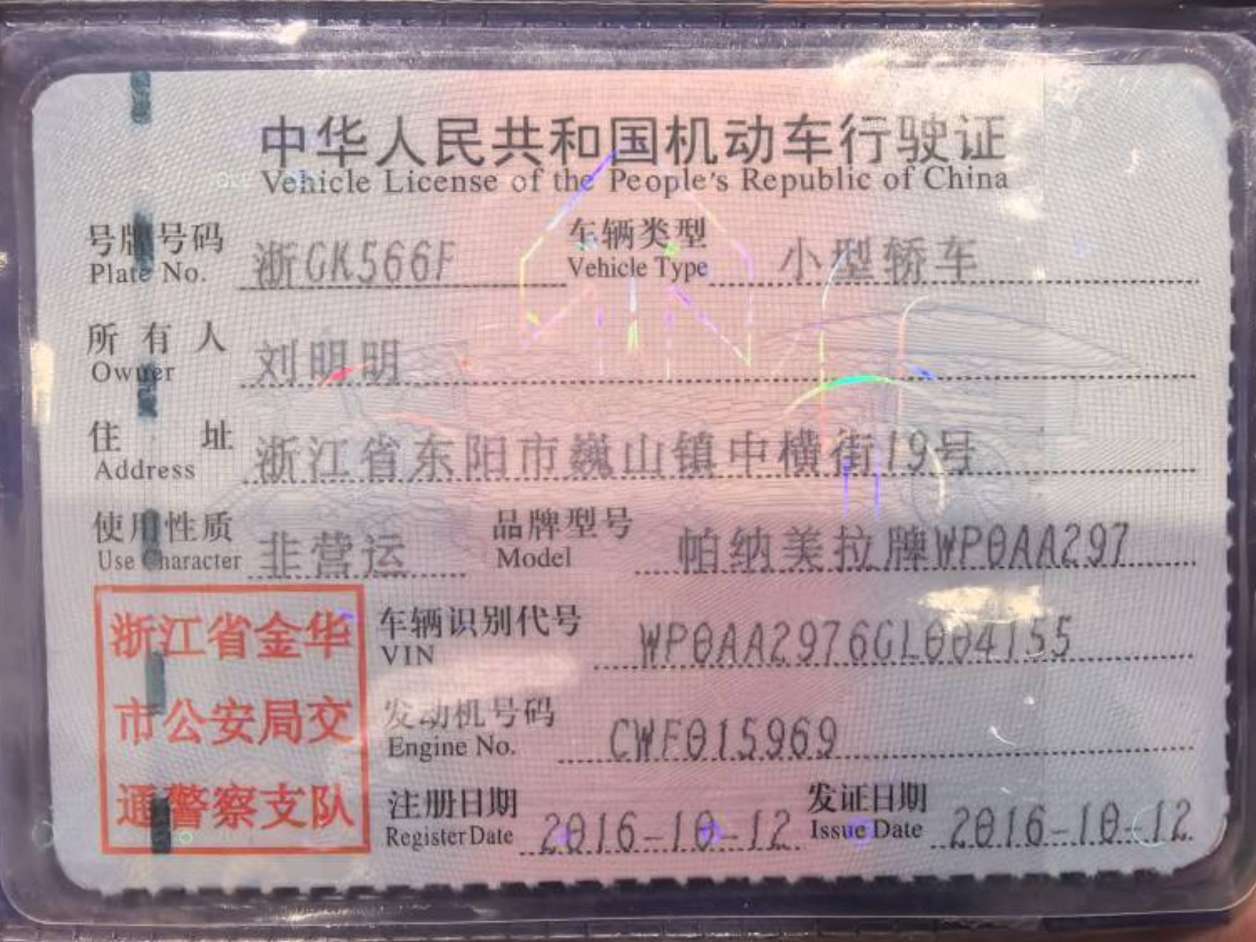 中华人民共和国机动车行驶证
Vehicle License of the People's Republic of China
号牌号码 浙GK566F 车辆类型 小型轿车
Plate No. Vehicle Type
所有人 刘明明
Owner
住址 浙江省东阳市巍山镇中横街19号
Address
使用性质 非营运 品牌型号 帕纳美拉牌WP0AA297
Use Character Model
浙江省金华
市公安局交
通警察支队
车辆识别代号 WP0AA2976GL004155
VIN
发动机号码 CWF015969
Engine No.
注册日期 2016-10-12 发证日期 2016-10-12
Register Date Issue Date